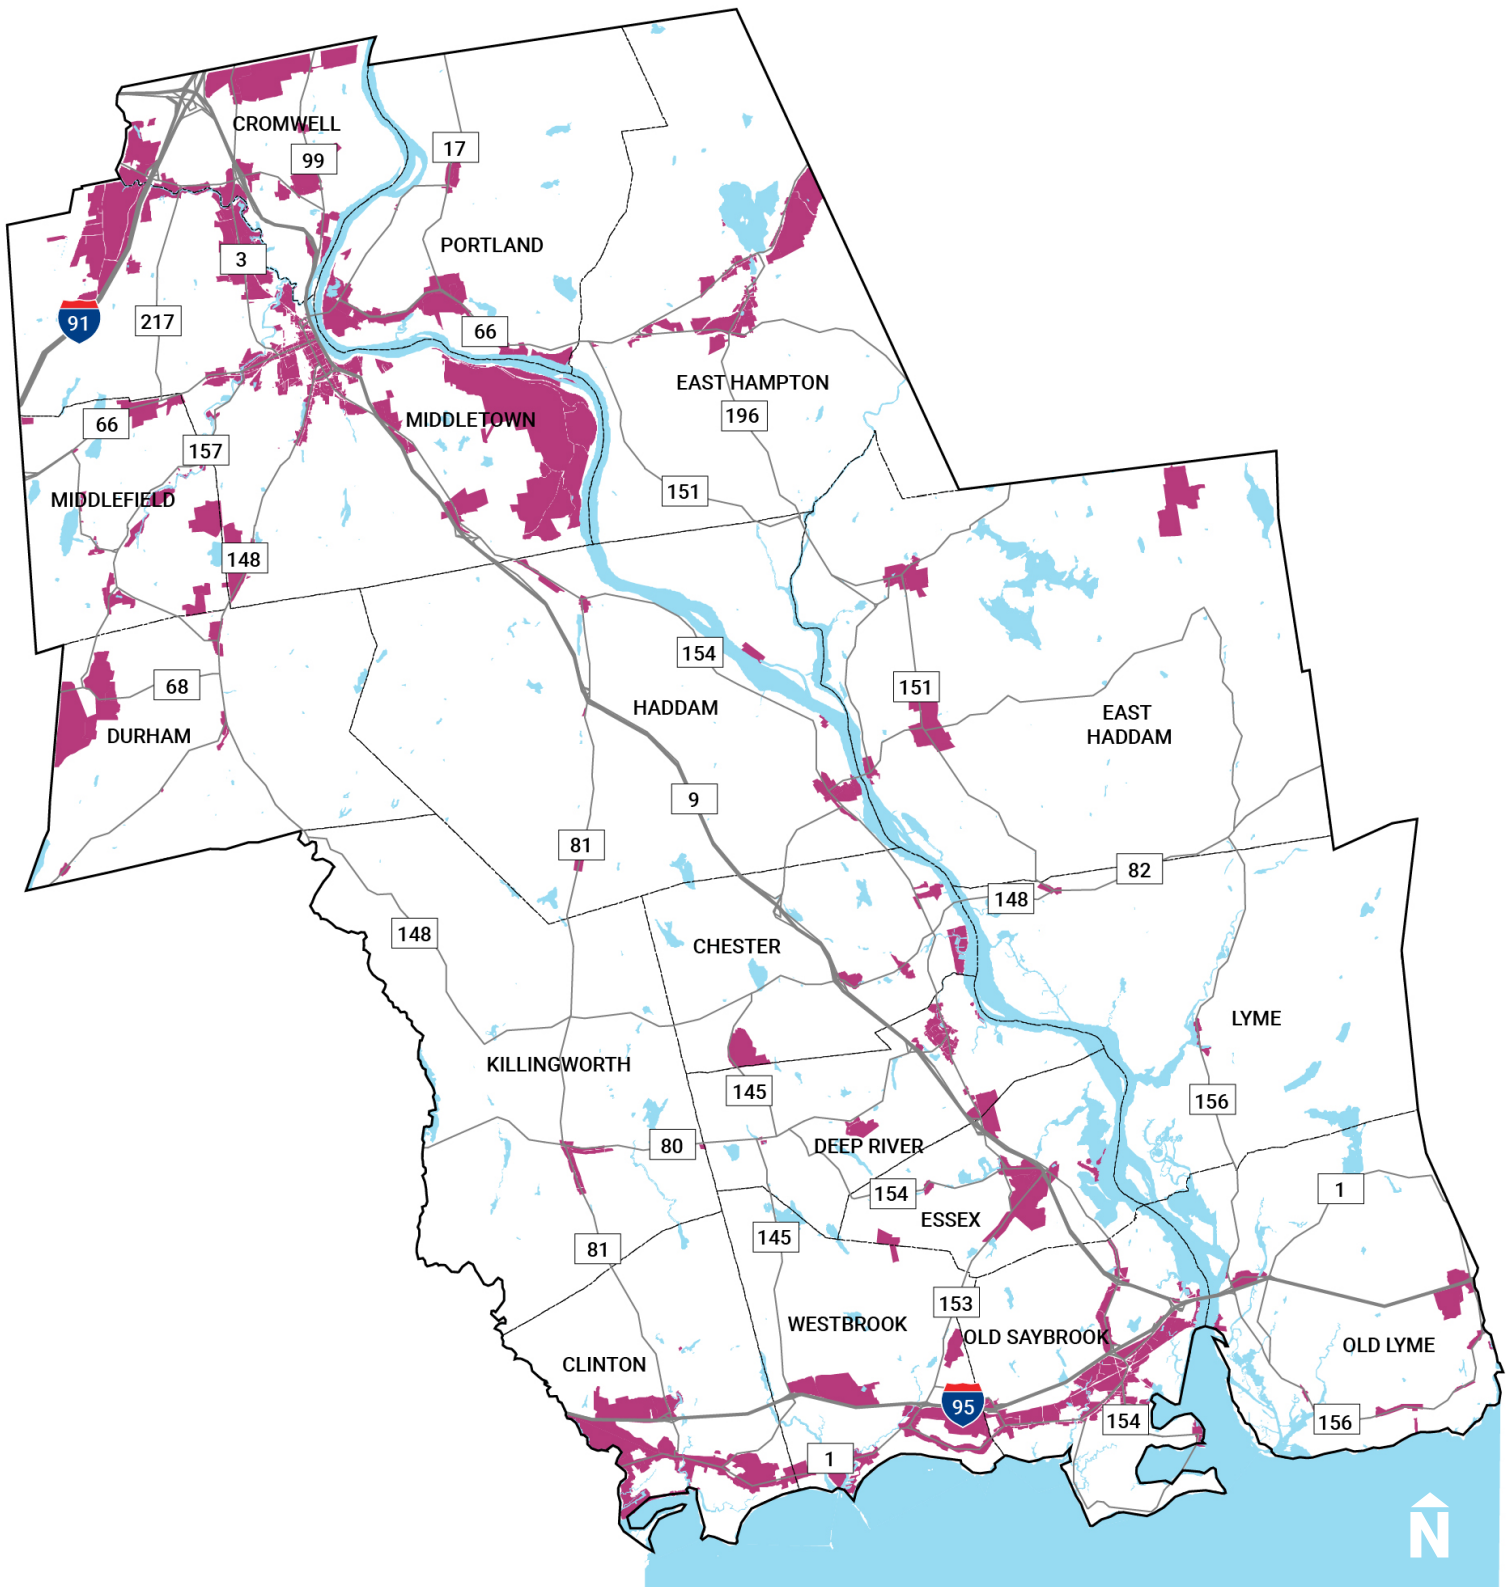 CROMWELL
99
17
PORTLAND
3
91
217
66
EAST HAMPTON
196
MIDDLETOWN
66
157
151
MIDDLEFIELD
148
154
151
68
HADDAM
EAST
HADDAM
DURHAM
9
81
82
148
148
CHESTER
LYME
KILLINGWORTH
145
156
80
DEEP RIVER
154
1
ESSEX
145
81
153
WESTBROOK
OLD SAYBROOK
OLD LYME
CLINTON
95
154
156
1
N